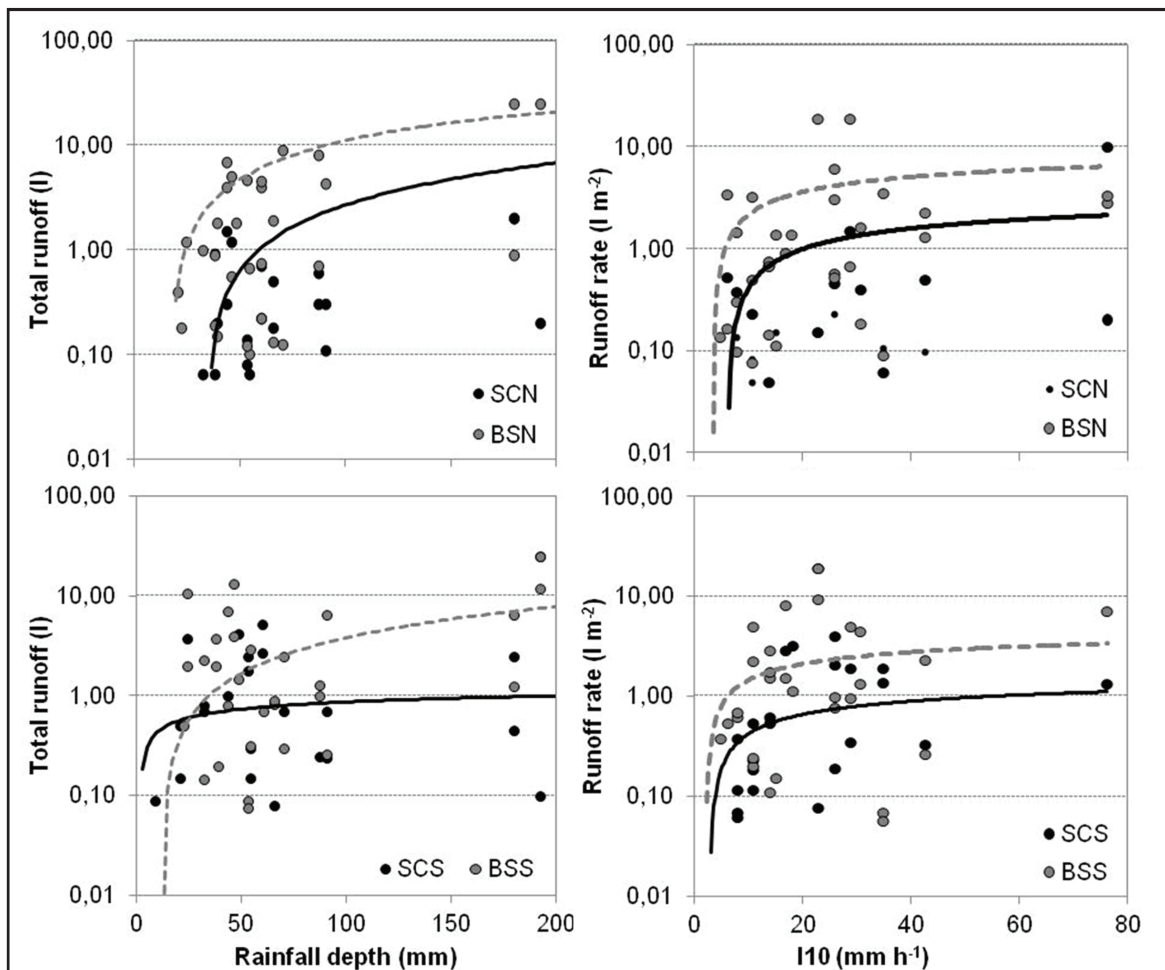 100,00
10,00
1,00
0,10
0,01
Total runoff (l)
SCN
BSN
100,00
10,00
1,00
0,10
0,01
Runoff rate (l m-2)
SCN
BSN
100,00
10,00
1,00
0,10
0,01
Total runoff (l)
SCS BSS
0 50 100 150 200
Rainfall depth (mm)
100,00
10,00
1,00
0,10
0,01
Runoff rate (l m-2)
SCS
BSS
0 20 40 60 80
I10 (mm h-1)